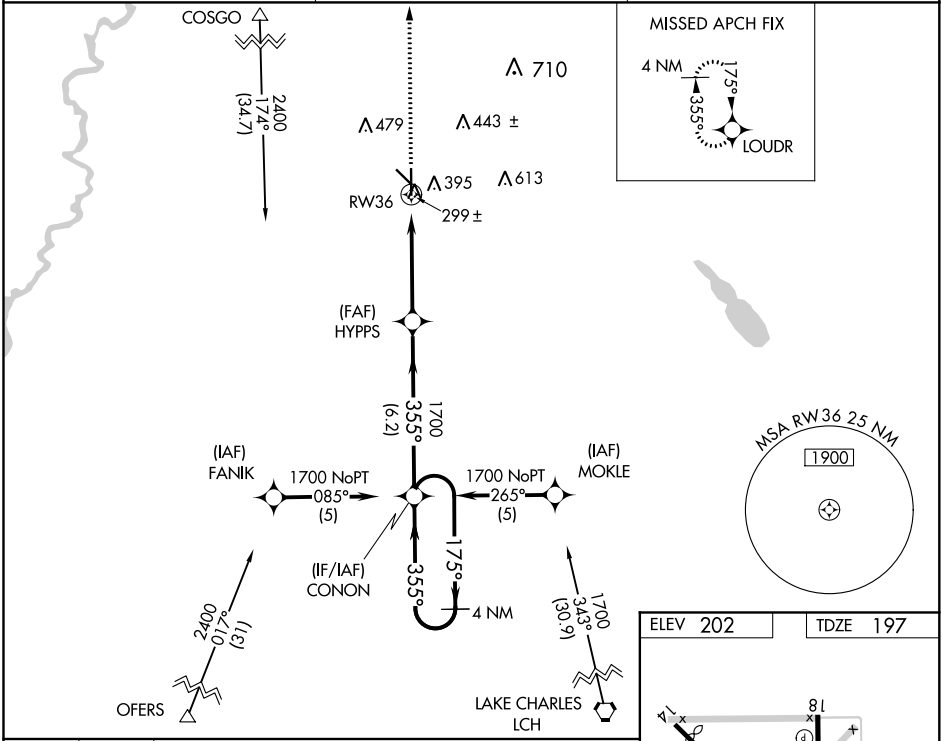 COSGO
2400
174°
(34.7)
710
479
443 ±
395
613
RW36
299 ±
MISSED APCH FIX
4 NM
175°
355°
LOUDR
(FAF)
HYPPS
1700
355°
(6.2)
(IAF)
FANIK
1700 NoPT
085°
(5)
1700 NoPT
265°
(5)
(IAF)
MOKLE
(IF/IAF)
CONON
355°
175°
4 NM
MSA RW36 25 NM
1900
2400
017°
(31)
OFERS
1700
343°
(30.9)
LAKE CHARLES
LCH
ELEV 202
TDZE 197
14
x
x
18
P
x